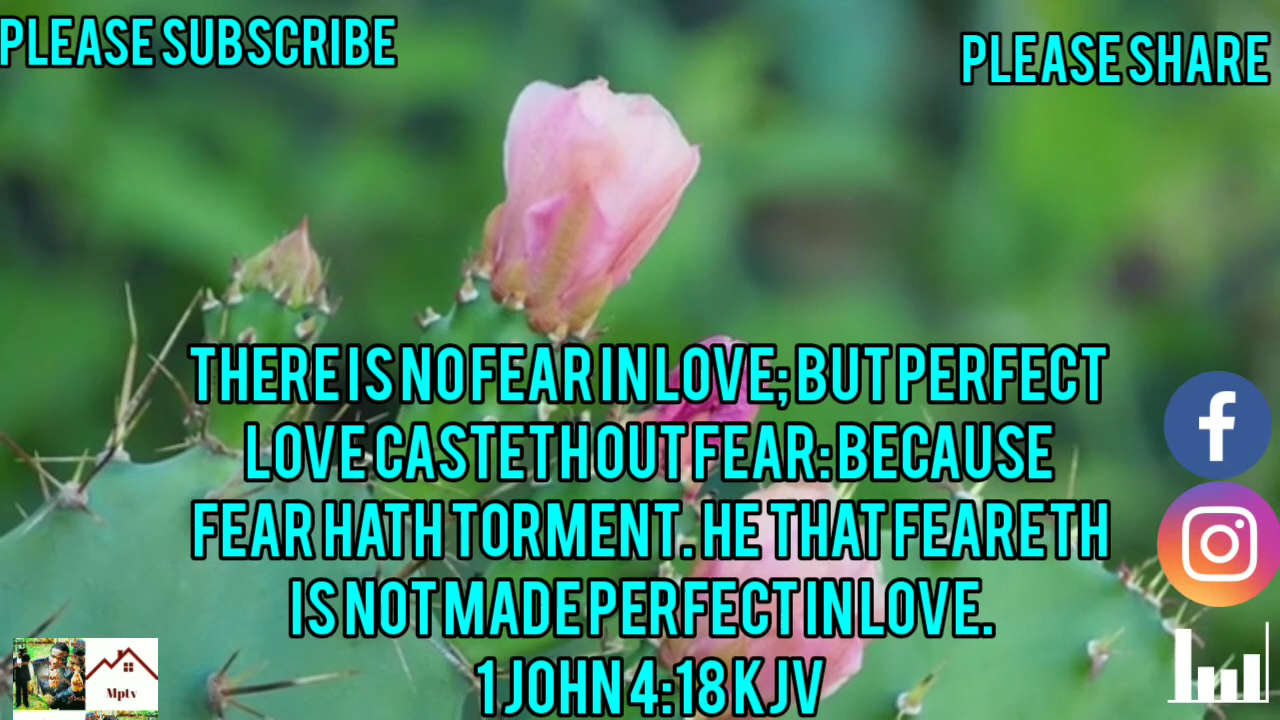 PLEASE SUBSCRIBE
PLEASE SHARE
THERE IS NO FEAR IN LOVE; BUT PERFECT
LOVE CASTETH OUT FEAR: BECAUSE
FEAR HATH TORMENT. HE THAT FEARETH
IS NOT MADE PERFECT IN LOVE.
1 JOHN 4:18 KJV
Mptv